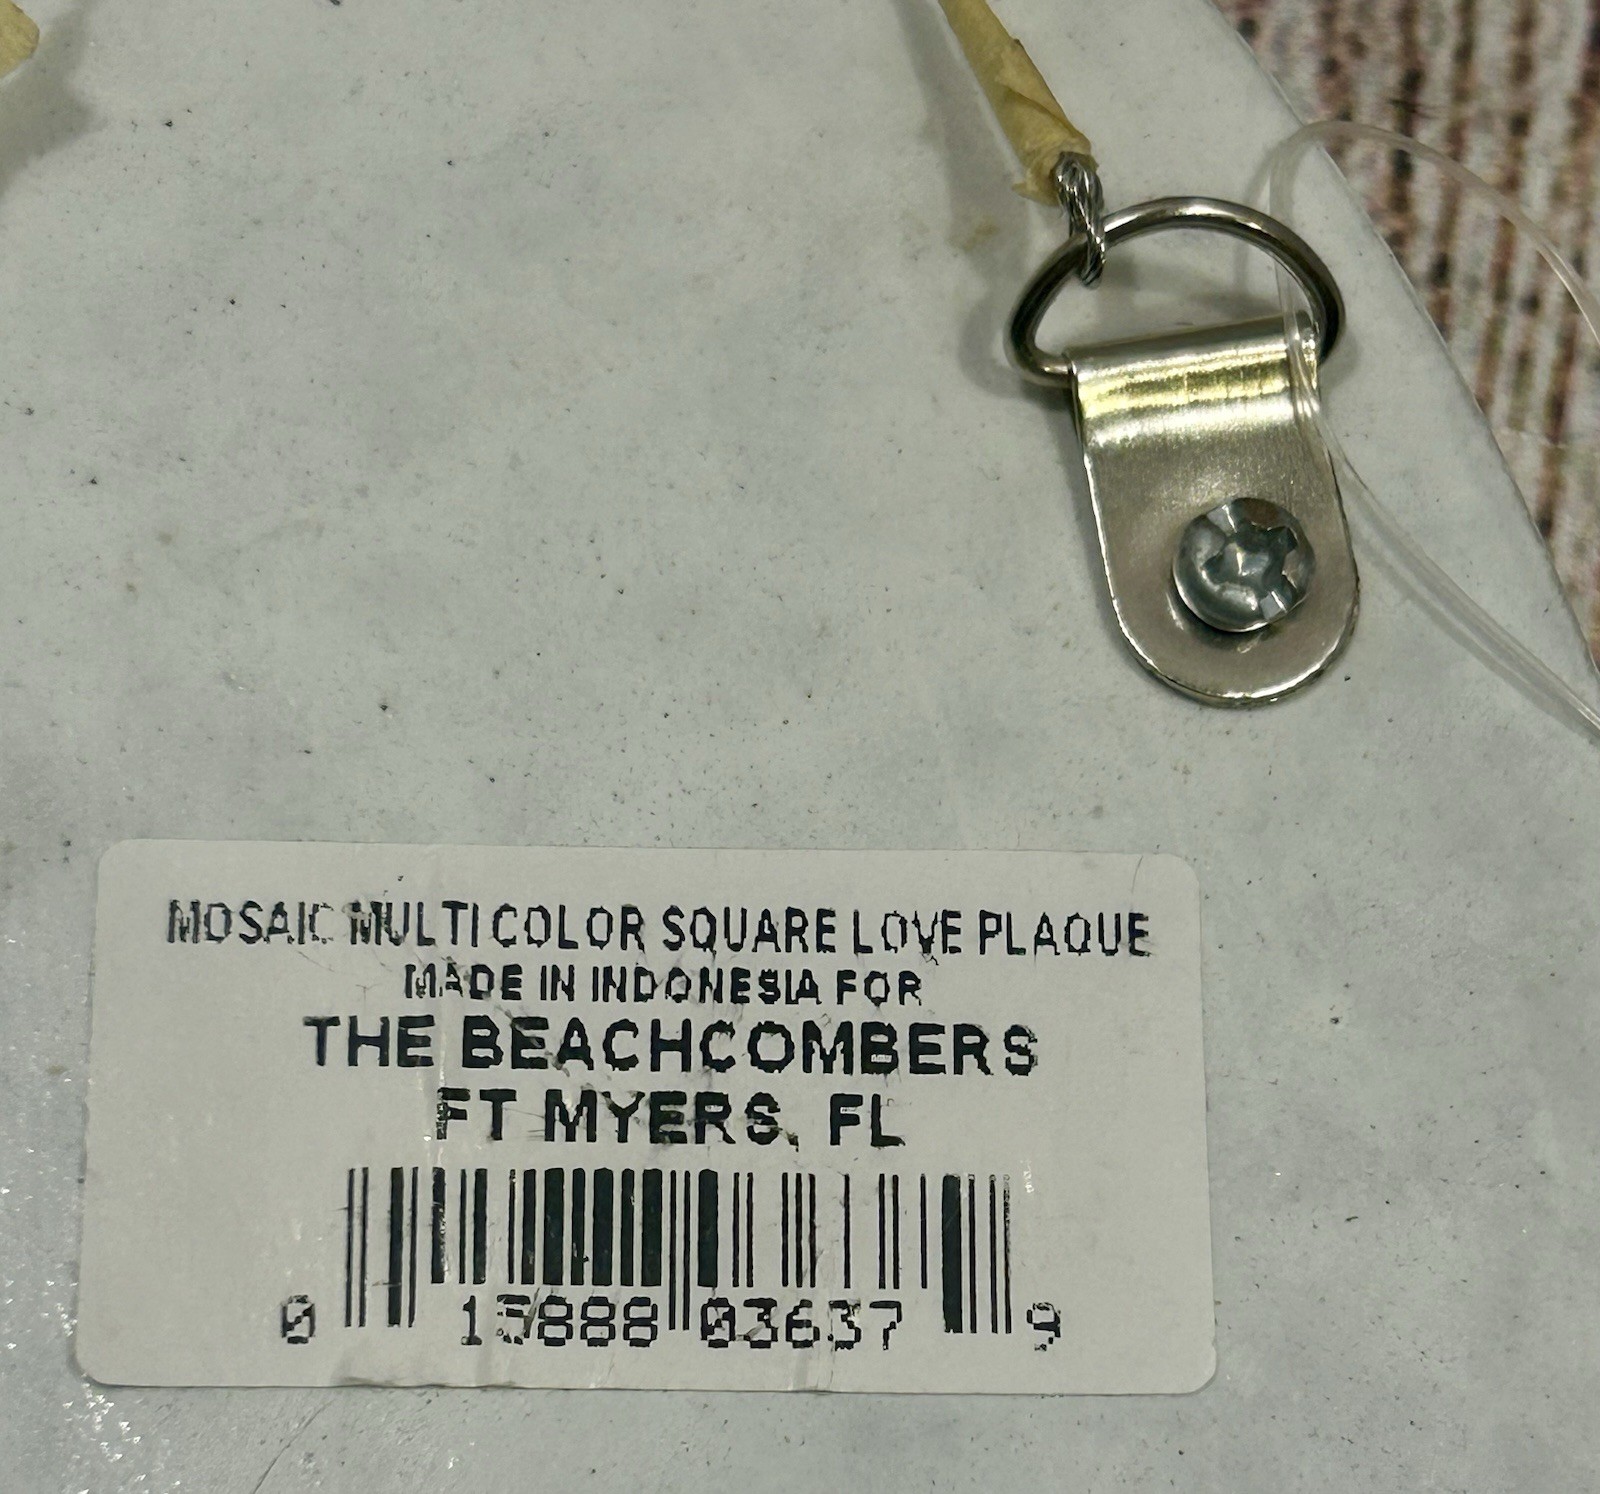 MOSAIC MULTI COLOR SQUARE LOVE PLAQUE
MADE IN INDONESIA FOR
THE BEACHCOMBERS
FT MYERS, FL
0 15888 03637 9